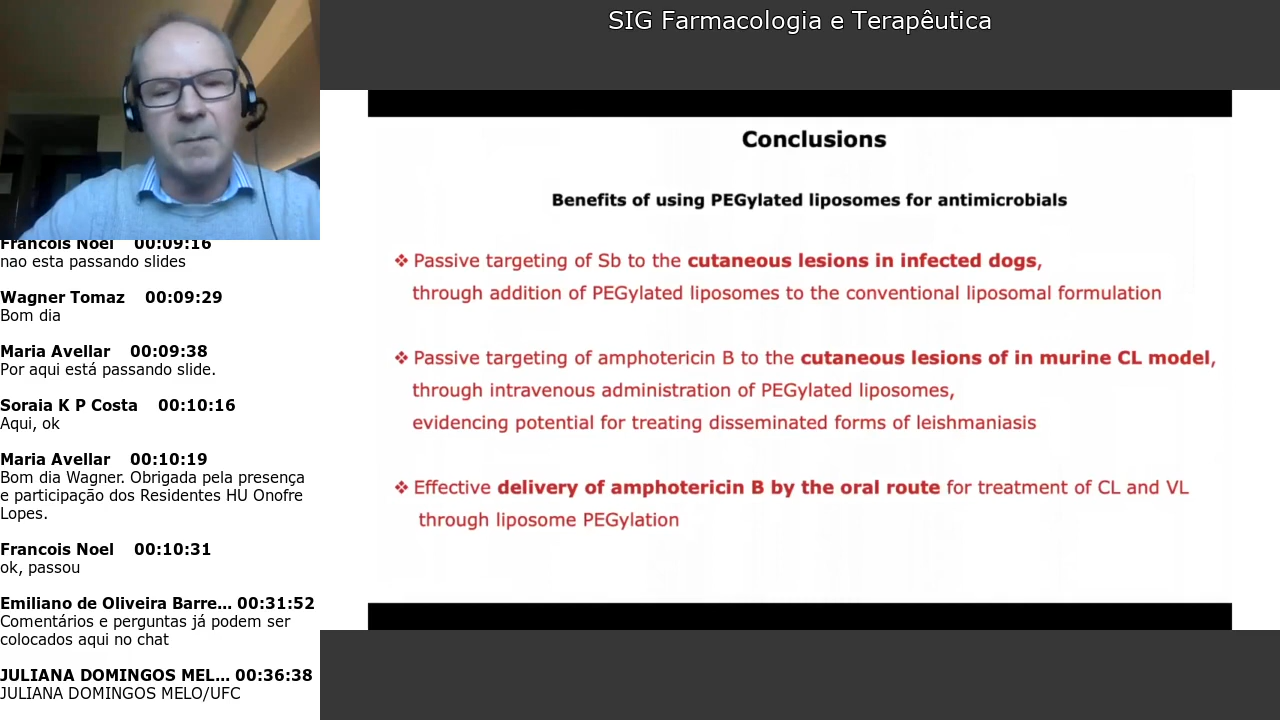 SIG Farmacologia e Terapêutica
Francois Noel 00:09:16
nao esta passando slides
Wagner Tomaz 00:09:29
Bom dia
Maria Avellar 00:09:38
Por aqui está passando slide.
Soraia K P Costa 00:10:16
Aqui, ok
Maria Avellar 00:10:19
Bom dia Wagner. Obrigada pela presença
e participação dos Residentes HU Onofre
Lopes.
Francois Noel 00:10:31
ok, passou
Emiliano de Oliveira Barre... 00:31:52
Comentários e perguntas já podem ser
colocados aqui no chat
JULIANA DOMINGOS MEL... 00:36:38
JULIANA DOMINGOS MELO/UFC
Conclusions
Benefits of using PEGylated liposomes for antimicrobials
❖ Passive targeting of Sb to the cutaneous lesions in infected dogs,
through addition of PEGylated liposomes to the conventional liposomal formulation
❖ Passive targeting of amphotericin B to the cutaneous lesions of in murine CL model,
through intravenous administration of PEGylated liposomes,
evidencing potential for treating disseminated forms of leishmaniasis
❖ Effective delivery of amphotericin B by the oral route for treatment of CL and VL
through liposome PEGylation